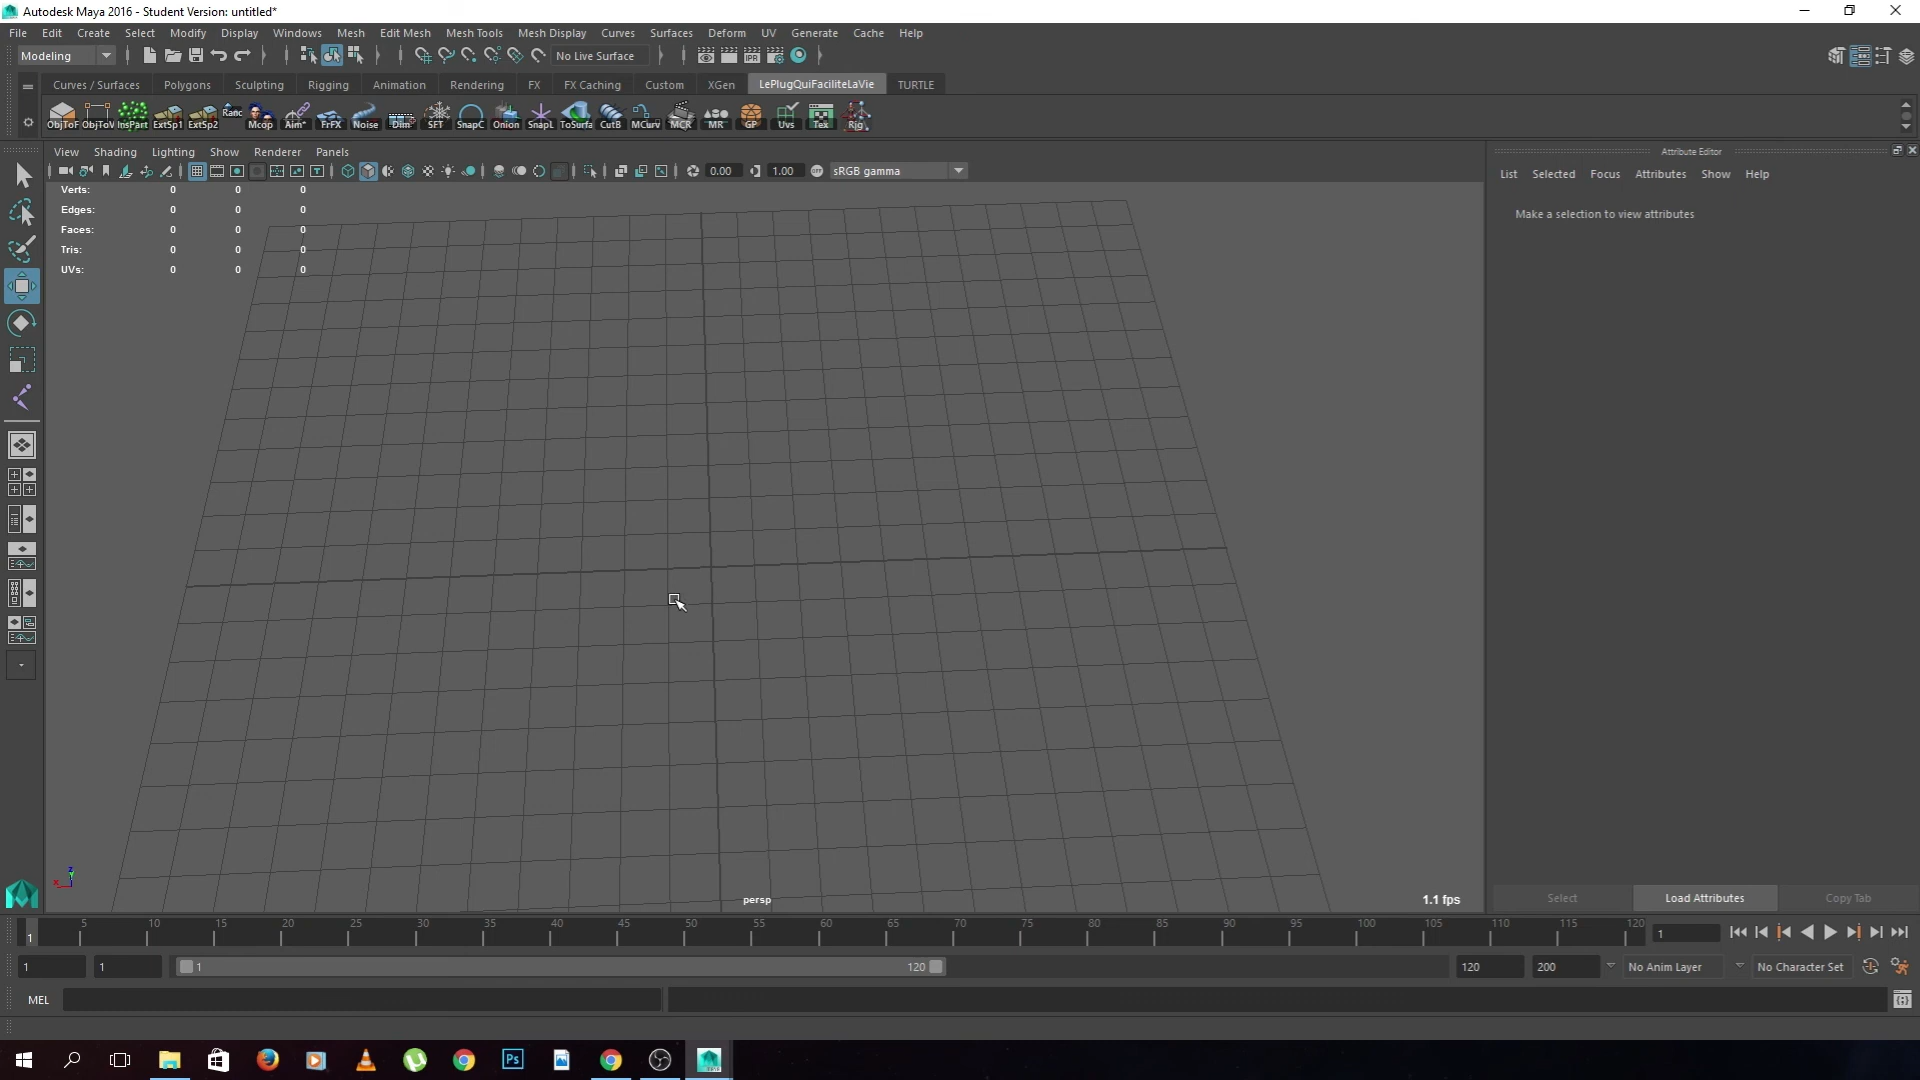 Autodesk Maya 2016 - Student Version: untitled*
File Edit Create Select Modify Display Windows Mesh Edit Mesh Mesh Tools Mesh Display Curves Surfaces Deform UV Generate Cache Help
Modeling No Live Surface
Curves / Surfaces Polygons Sculpting Rigging Animation Rendering FX FX Caching Custom XGen LePlugQuiFaciliteLaVie TURTLE
ObjToF ObjToV InsPart ExtSp1 ExtSp2 Ranc Mcop Aim* FrFX Noise Dim SFT SnapC Onion SnapL ToSurfa CutB MCurv MCR MR GP Uvs Tex Rig
View Shading Lighting Show Renderer Panels
0.00 1.00 sRGB gamma
Verts: 0 0 0
Edges: 0 0 0
Faces: 0 0 0
Tris: 0 0 0
UVs: 0 0 0
persp
1.1 fps
Attribute Editor
List Selected Focus Attributes Show Help
Make a selection to view attributes
Select Load Attributes Copy Tab
1 5 10 15 20 25 30 35 40 45 50 55 60 65 70 75 80 85 90 95 100 105 110 115 120 1
1 1 1 120 120 200 No Anim Layer No Character Set
MEL
Ps